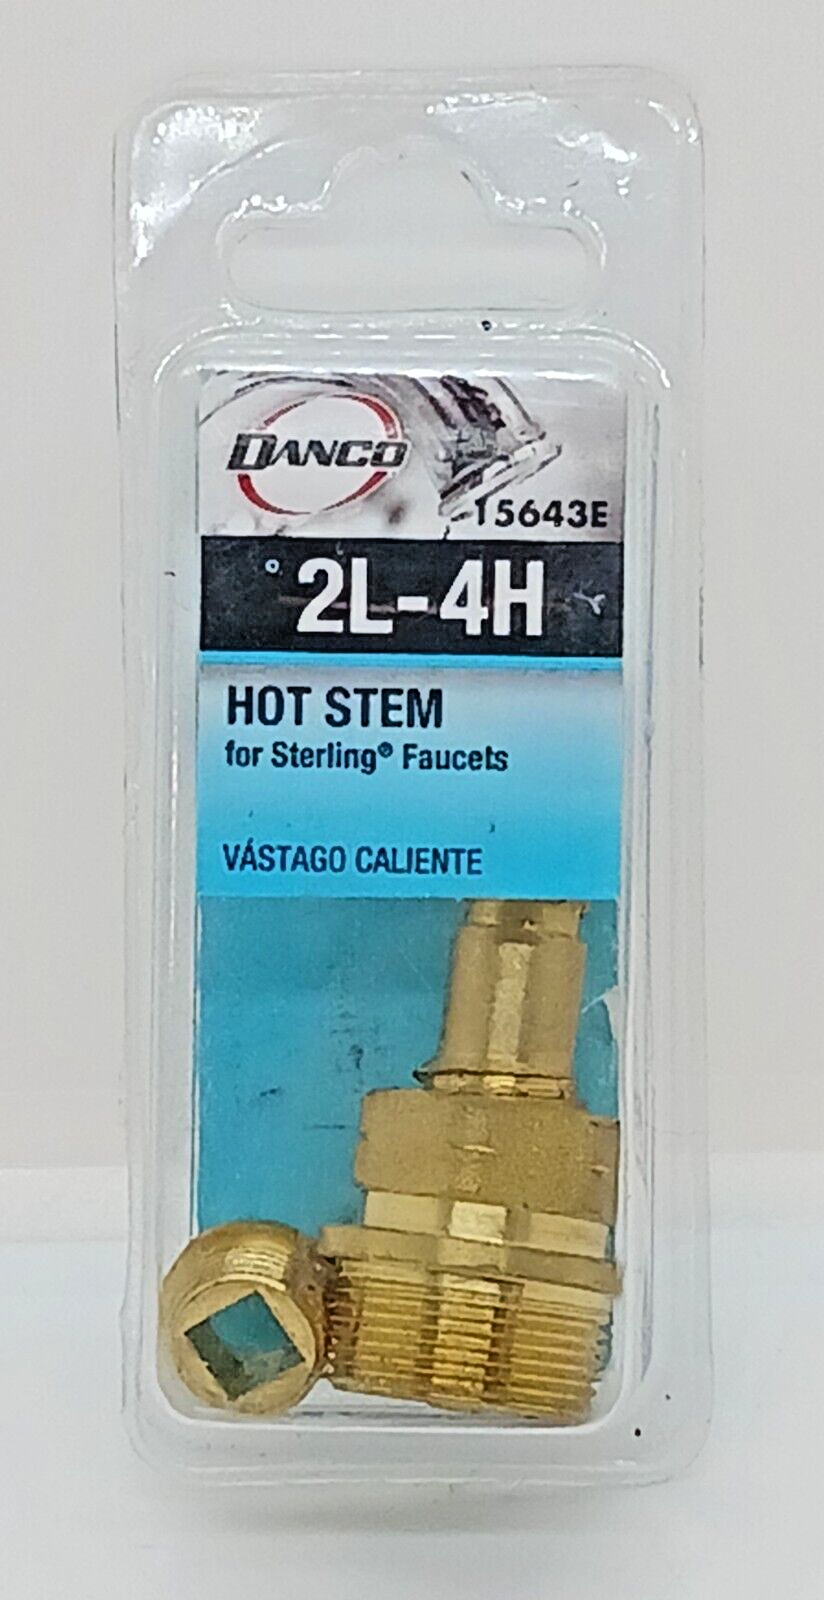 DANCO
15643E
2L-4H
HOT STEM
for Sterling® Faucets
VÁSTAGO CALIENTE